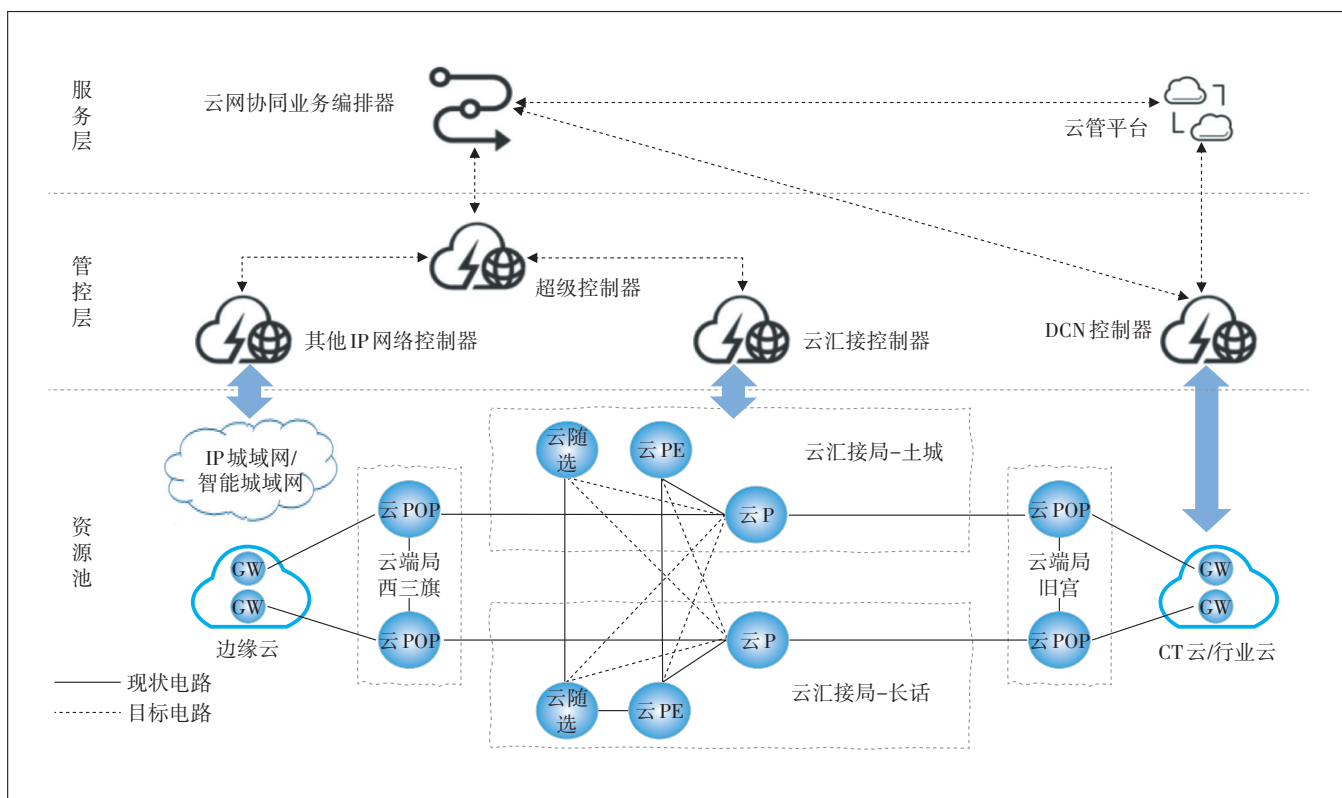 服务层
云网协同业务编排器
云管平台
管控层
超级控制器
其他IP网络控制器
云汇接控制器
DCN控制器
资源池
IP城域网/
智能城域网
云随选
云PE
云汇接局-土城
云POP
云P
云POP
GW
GW
云端局
西三旗
云端局
旧宫
GW
GW
云POP
云P
云POP
边缘云
CT云/行业云
云随选
云PE
云汇接局-长话
现状电路
目标电路